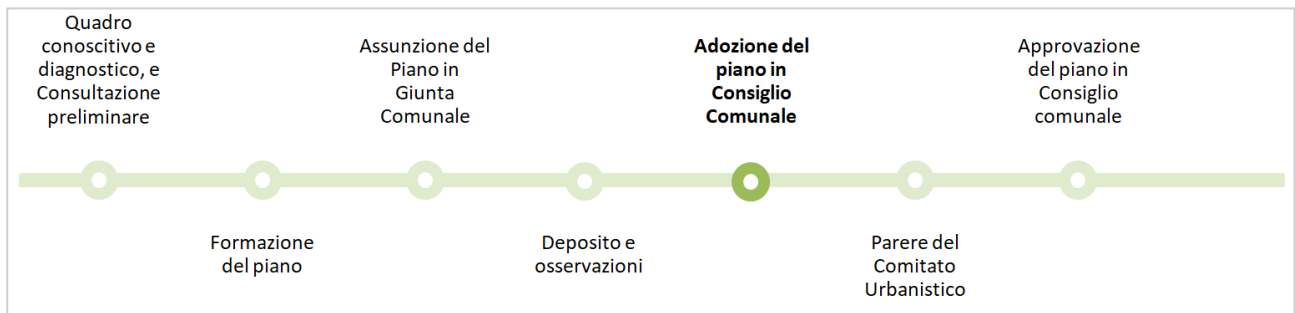 Quadro
conoscitivo e
diagnostico, e
Consultazione
preliminare
Formazione
del piano
Assunzione del
Piano in
Giunta
Comunale
Deposito e
osservazioni
Adozione del
piano in
Consiglio
Comunale
Parere del
Comitato
Urbanistico
Approvazione
del piano in
Consiglio
comunale